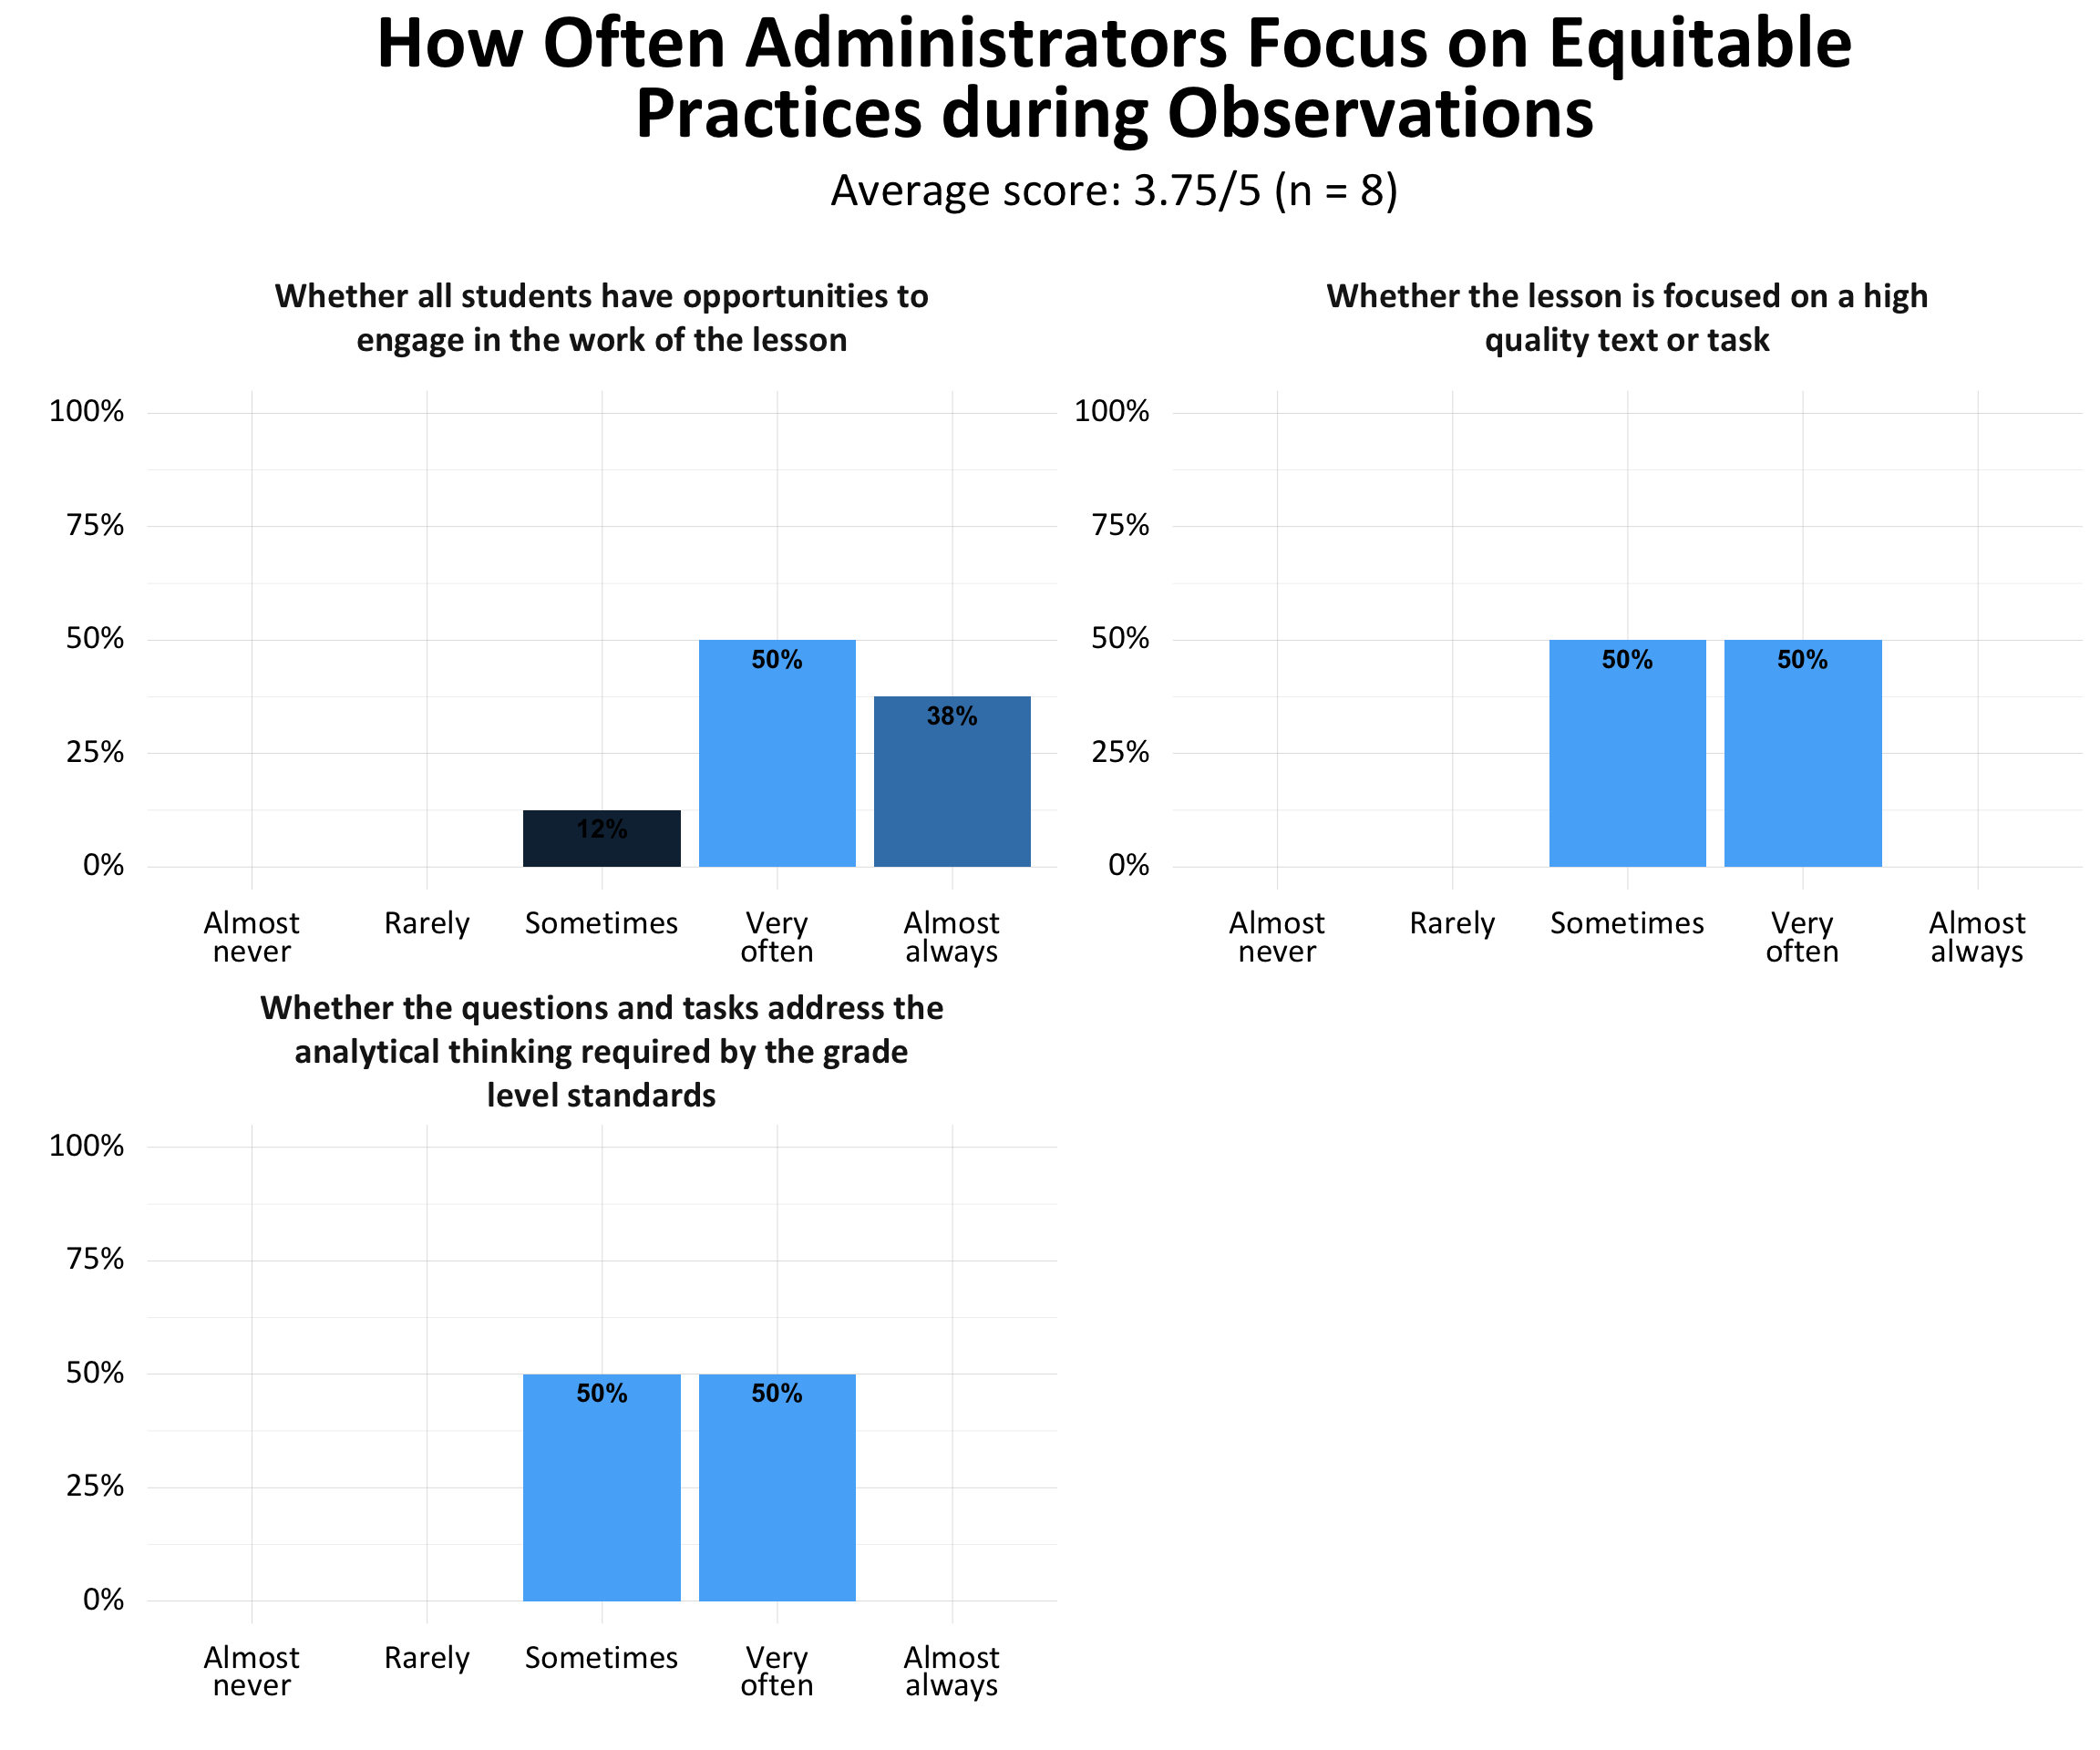 How Often Administrators Focus on Equitable
Practices during Observations
Average score: 3.75/5 (n = 8)
Whether all students have opportunities to
engage in the work of the lesson
100%
75%
50%
25%
0%
50%
38%
12%
Almost
never
Rarely
Sometimes
Very
often
Almost
always
Whether the lesson is focused on a high
quality text or task
100%
75%
50%
25%
0%
50%
50%
Almost
never
Rarely
Sometimes
Very
often
Almost
always
Whether the questions and tasks address the
analytical thinking required by the grade
level standards
100%
75%
50%
25%
0%
50%
50%
Almost
never
Rarely
Sometimes
Very
often
Almost
always